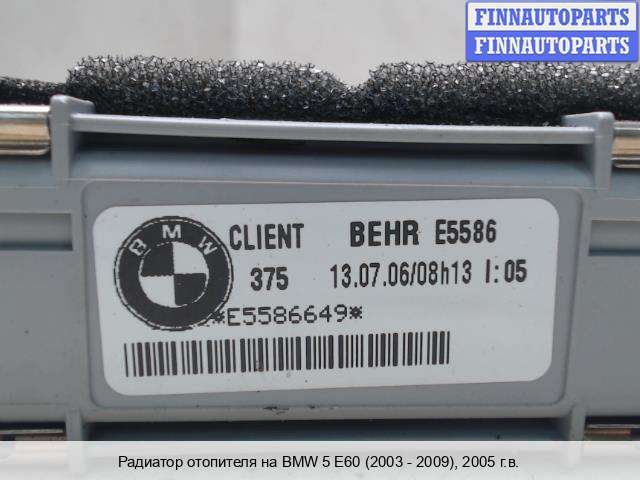 FINNAUTOPARTS
FINNAUTOPARTS
BMW CLIENT BEHR E5586
375 13.07.06/08h13 I:05
*E5586649*
Радиатор отопителя на BMW 5 E60 (2003 - 2009), 2005 г.в.